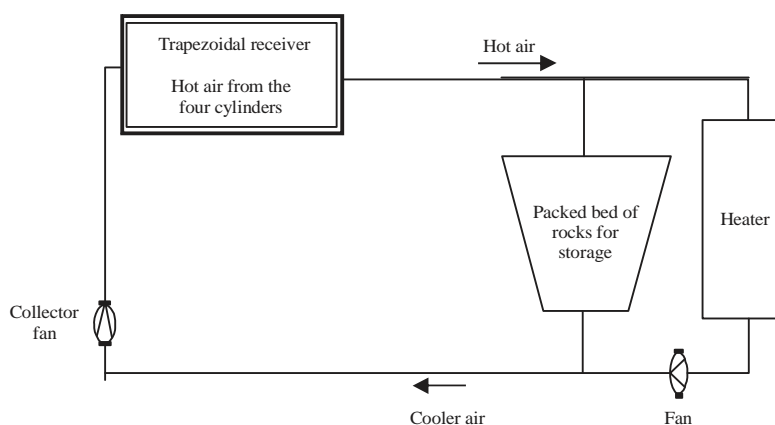 Trapezoidal receiver
Hot air from the
four cylinders
Hot air
Packed bed of
rocks for
storage
Heater
Collector
fan
Cooler air
Fan